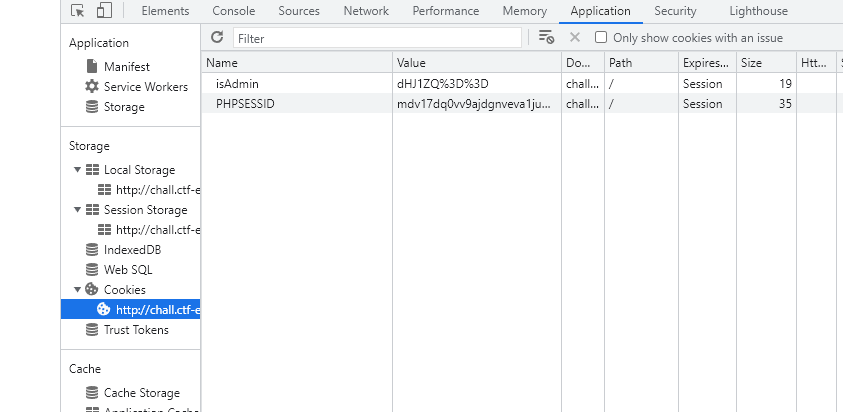 Elements Console Sources Network Performance Memory Application Security Lighthouse
Application
Manifest
Service Workers
Storage
Storage
Local Storage
http://chall.ctf-e
Session Storage
http://chall.ctf-e
IndexedDB
Web SQL
Cookies
http://chall.ctf-e
Trust Tokens
Cache
Cache Storage
Application Cache
Filter Only show cookies with an issue
Name Value Do... Path Expires... Size Htt... S
isAdmin dHJ1ZQ%3D%3D chall... / Session 19
PHPSESSID mdv17dq0vv9ajdgnveva1ju... chall... / Session 35